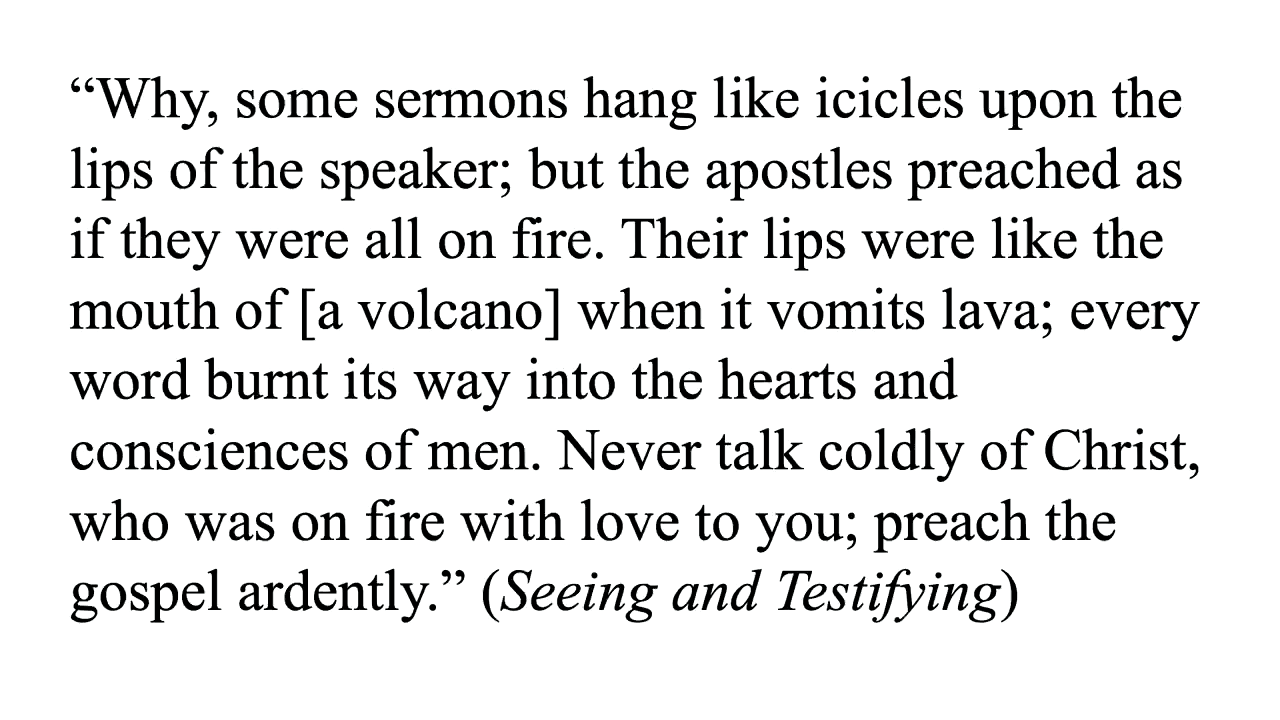 “Why, some sermons hang like icicles upon the
lips of the speaker; but the apostles preached as
if they were all on fire. Their lips were like the
mouth of [a volcano] when it vomits lava; every
word burnt its way into the hearts and
consciences of men. Never talk coldly of Christ,
who was on fire with love to you; preach the
gospel ardently.” (Seeing and Testifying)